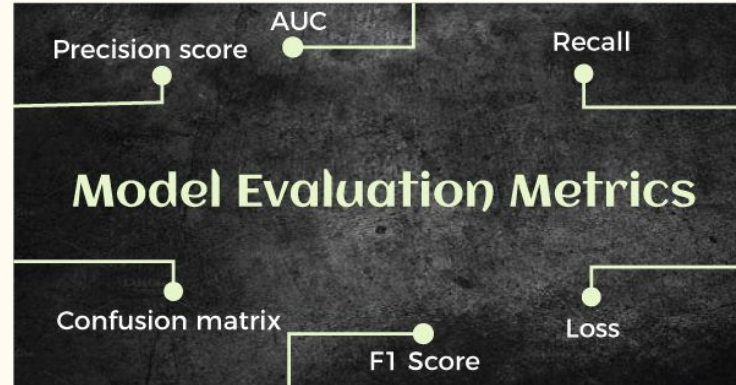 AUC
Precision score
Recall
Model Evaluation Metrics
Confusion matrix
Loss
F1 Score